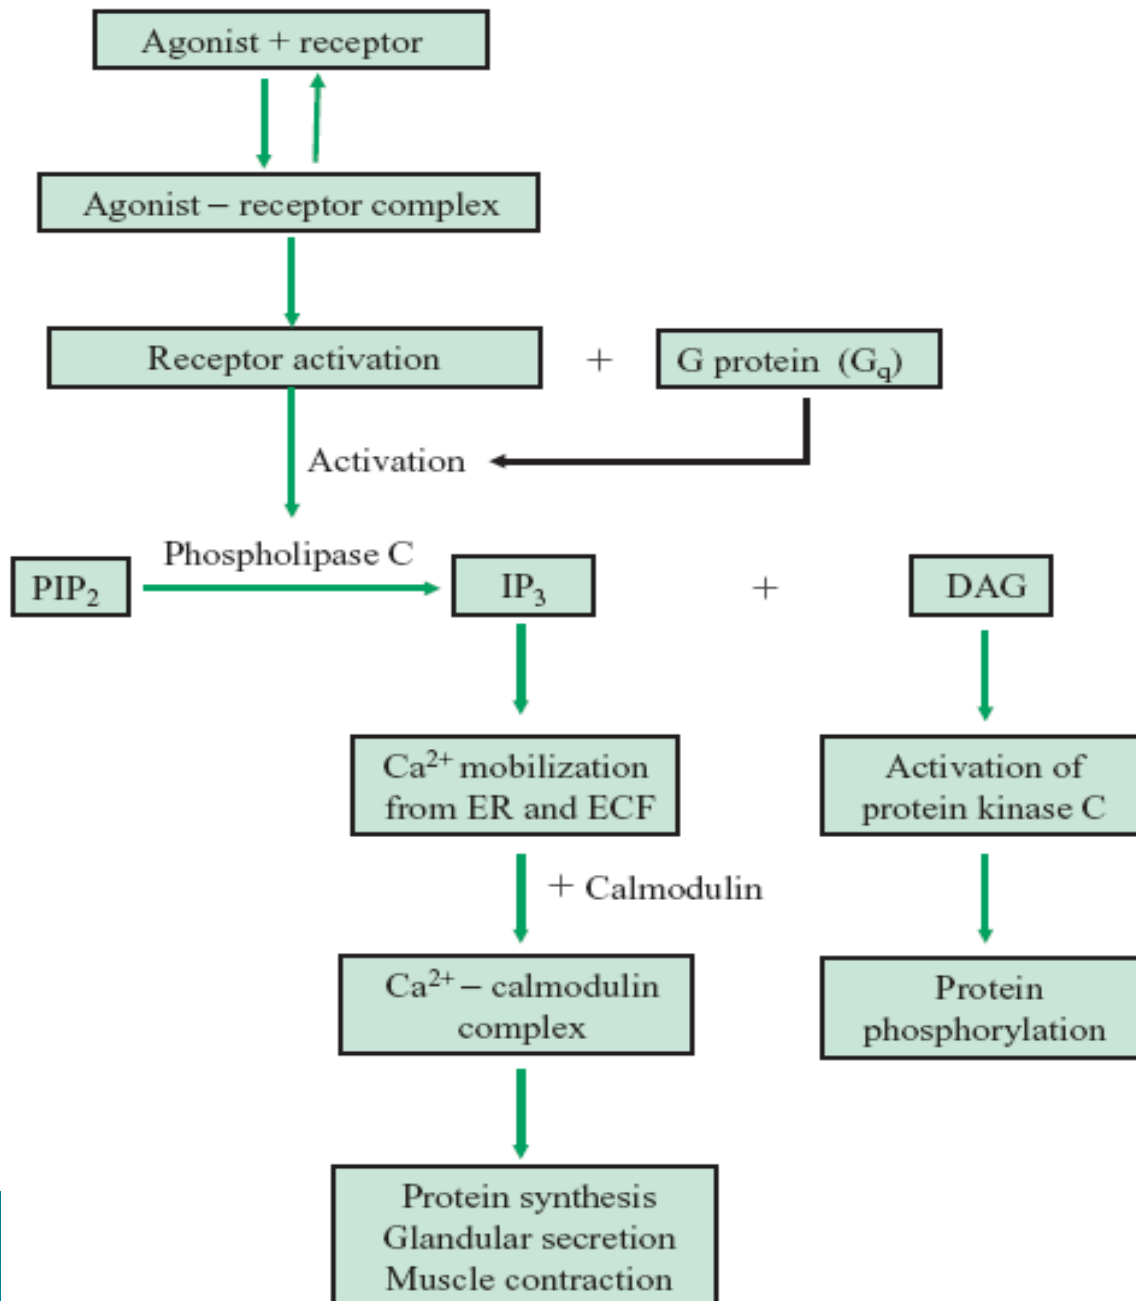 Agonist + receptor
Agonist – receptor complex
Receptor activation + G protein (Gq)
Activation
Phospholipase C
PIP2 IP3 + DAG
Ca2+ mobilization
from ER and ECF
Activation of
protein kinase C
+ Calmodulin
Ca2+ – calmodulin
complex
Protein
phosphorylation
Protein synthesis
Glandular secretion
Muscle contraction